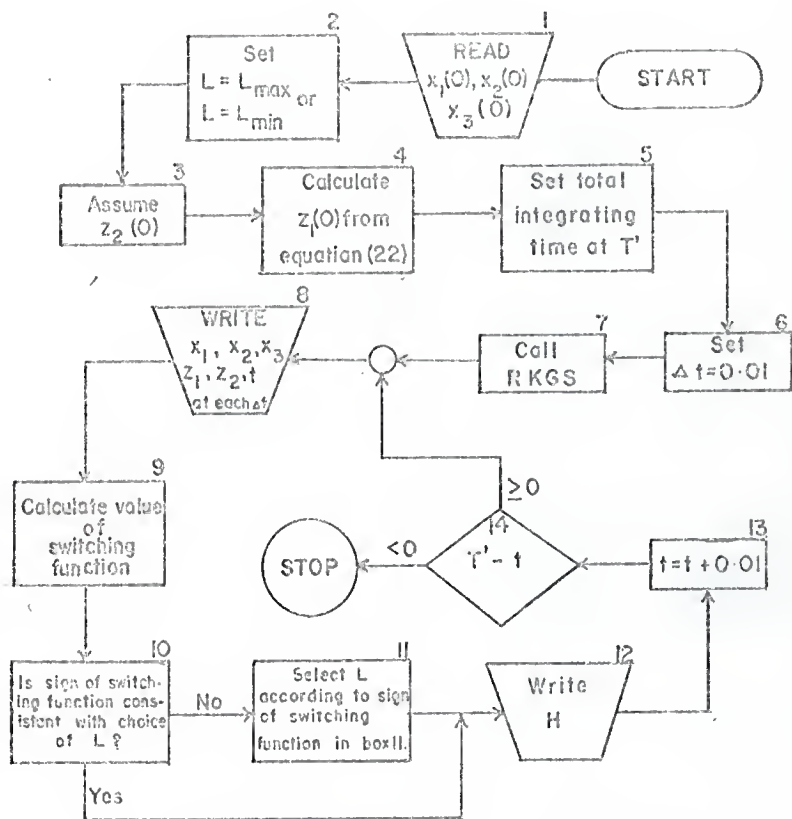 START
1
READ
x₁(0), x₂(0)
x₃(0)
2
Set
L = Lmax or
L = Lmin
3
Assume
z₂(0)
4
Calculate
z₁(0) from
equation (22)
5
Set total
integrating
time at T'
6
Set
Δt=0·01
7
Call
RKGS
8
WRITE
x₁, x₂, x₃
z₁, z₂, t
at each Δt
9
Calculate value
of
switching
function
10
Is sign of switch-
ing function cons-
istent with choice
of L ?
No
Yes
11
Select L
according to sign
of switching
function in box 11.
12
Write
H
13
t=t+0·01
14
T' - t
≥0
<0
STOP